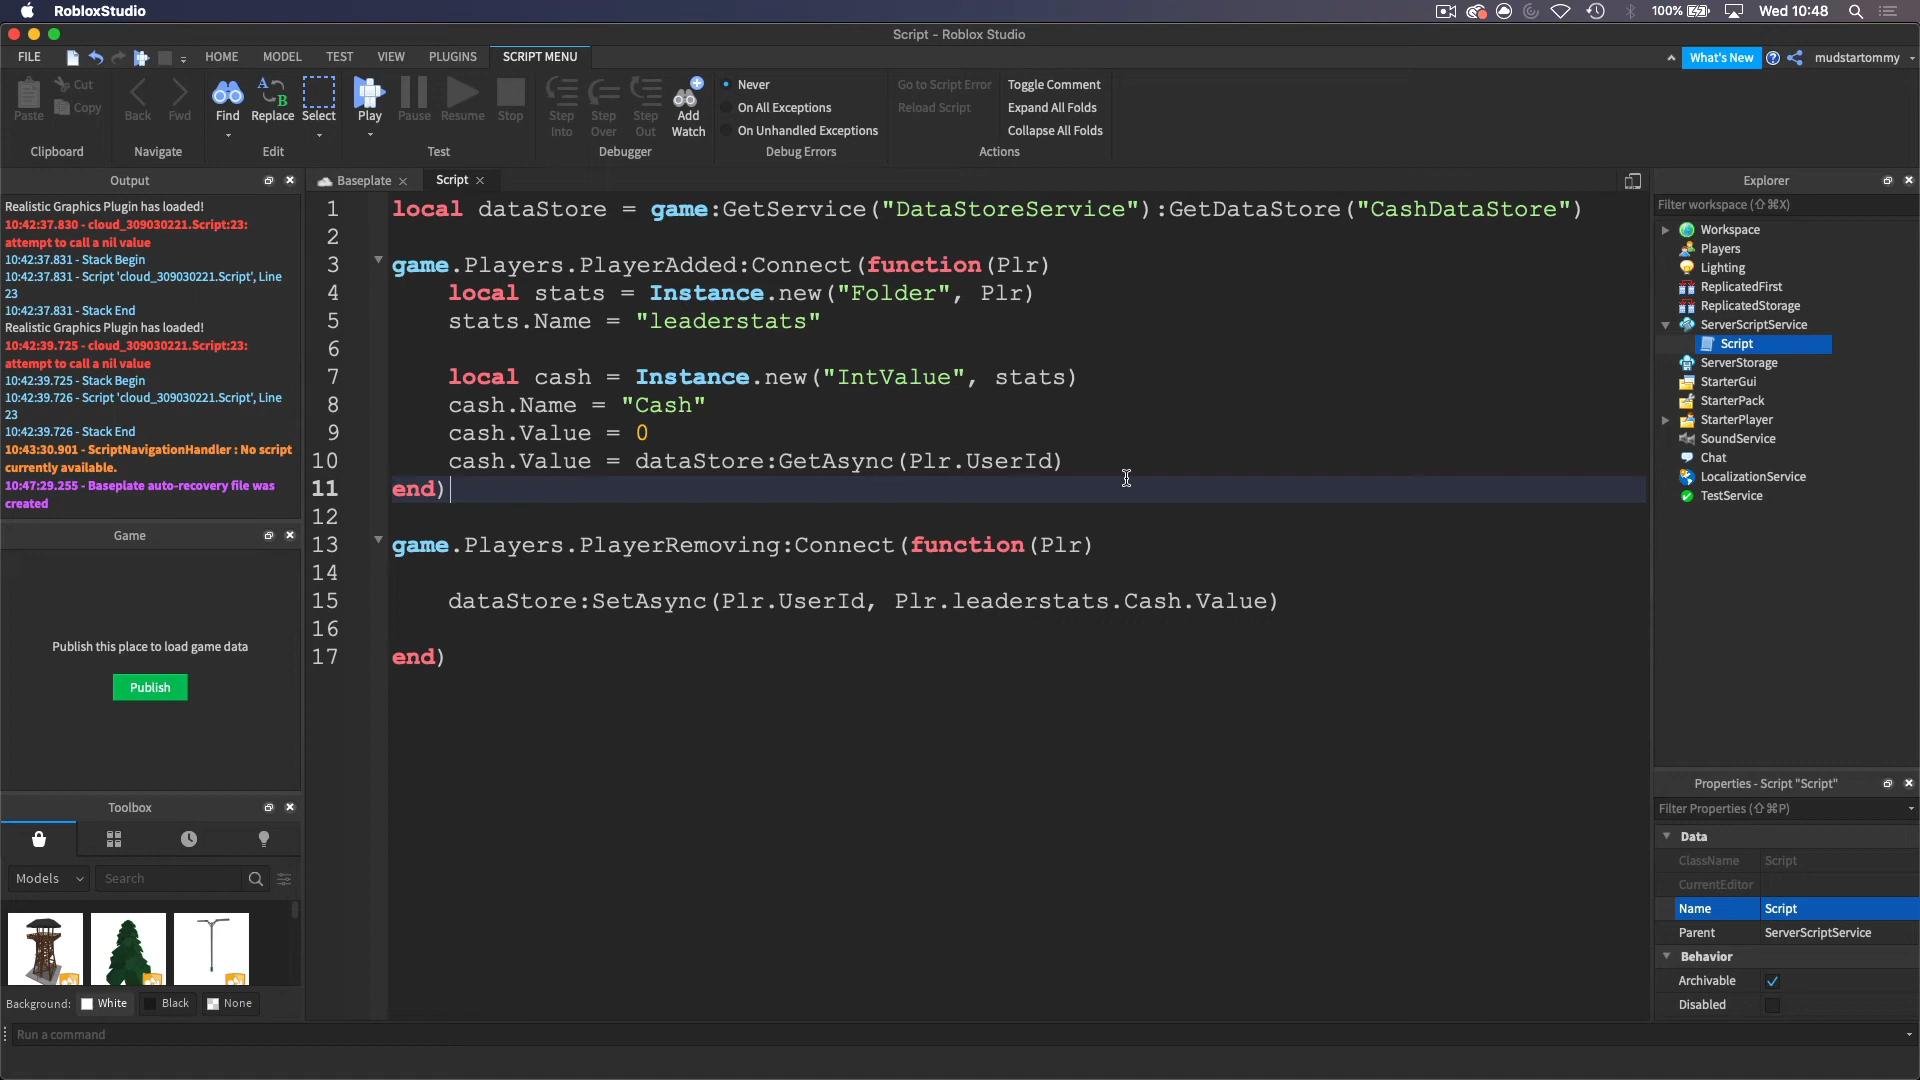 RobloxStudio
100% Wed 10:48
Script - Roblox Studio
FILE HOME MODEL TEST VIEW PLUGINS SCRIPT MENU What's New mudstartommy
Paste Cut Copy Back Fwd Find Replace Select Play Pause Resume Stop Step Into Step Over Step Out Add Watch
Never Go to Script Error Toggle Comment
On All Exceptions Reload Script Expand All Folds
On Unhandled Exceptions Collapse All Folds
Clipboard Navigate Edit Test Debugger Debug Errors Actions
Output
Realistic Graphics Plugin has loaded!
10:42:37.830 - cloud_309030221.Script:23:
attempt to call a nil value
10:42:37.831 - Stack Begin
10:42:37.831 - Script 'cloud_309030221.Script', Line
23
10:42:37.831 - Stack End
Realistic Graphics Plugin has loaded!
10:42:39.725 - cloud_309030221.Script:23:
attempt to call a nil value
10:42:39.725 - Stack Begin
10:42:39.726 - Script 'cloud_309030221.Script', Line
23
10:42:39.726 - Stack End
10:43:30.901 - ScriptNavigationHandler : No script
currently available.
10:47:29.255 - Baseplate auto-recovery file was
created
Game
Publish this place to load game data
Publish
Toolbox
Models Search
Background: White Black None
Run a command
Baseplate Script
1 local dataStore = game:GetService("DataStoreService"):GetDataStore("CashDataStore")
2
3 game.Players.PlayerAdded:Connect(function(Plr)
4 local stats = Instance.new("Folder", Plr)
5 stats.Name = "leaderstats"
6
7 local cash = Instance.new("IntValue", stats)
8 cash.Name = "Cash"
9 cash.Value = 0
10 cash.Value = dataStore:GetAsync(Plr.UserId)
11 end)
12
13 game.Players.PlayerRemoving:Connect(function(Plr)
14
15 dataStore:SetAsync(Plr.UserId, Plr.leaderstats.Cash.Value)
16
17 end)
Explorer
Filter workspace (⇧⌘X)
Workspace
Players
Lighting
ReplicatedFirst
ReplicatedStorage
ServerScriptService
Script
ServerStorage
StarterGui
StarterPack
StarterPlayer
SoundService
Chat
LocalizationService
TestService
Properties - Script "Script"
Filter Properties (⇧⌘P)
Data
ClassName Script
CurrentEditor
Name Script
Parent ServerScriptService
Behavior
Archivable
Disabled